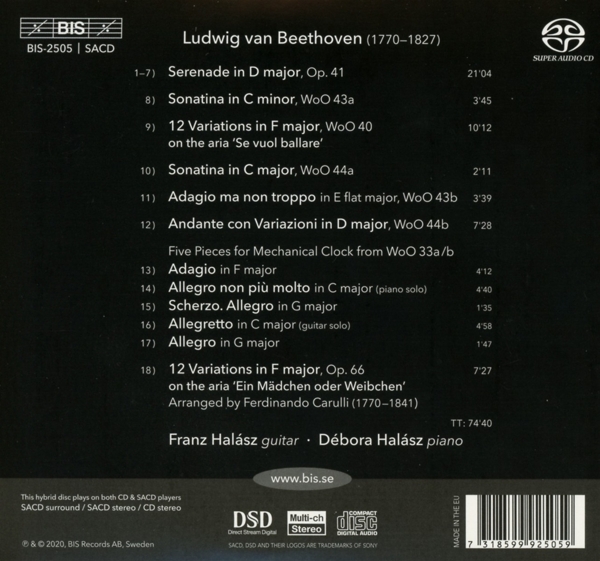 BIS
BIS-2505 | SACD
Ludwig van Beethoven (1770–1827)
SUPER AUDIO CD
1–7) Serenade in D major, Op. 41 21'04
8) Sonatina in C minor, WoO 43a 3'45
9) 12 Variations in F major, WoO 40 10'12
on the aria ‘Se vuol ballare’
10) Sonatina in C major, WoO 44a 2'11
11) Adagio ma non troppo in E flat major, WoO 43b 3'39
12) Andante con Variazioni in D major, WoO 44b 7'28
Five Pieces for Mechanical Clock from WoO 33a/b
13) Adagio in F major 4'12
14) Allegro non più molto in C major (piano solo) 4'40
15) Scherzo. Allegro in G major 1'35
16) Allegretto in C major (guitar solo) 4'58
17) Allegro in G major 1'47
18) 12 Variations in F major, Op. 66 7'27
on the aria ‘Ein Mädchen oder Weibchen’
Arranged by Ferdinando Carulli (1770–1841)
TT: 74'40
Franz Halász guitar · Débora Halász piano
www.bis.se
This hybrid disc plays on both CD & SACD players
SACD surround / SACD stereo / CD stereo
DSD
Direct Stream Digital
Multi-ch
Stereo
COMPACT
disc
DIGITAL AUDIO
MADE IN THE EU
7 318599 925059
℗ & © 2020, BIS Records AB, Sweden
SACD, DSD AND THEIR LOGOS ARE TRADEMARKS OF SONY